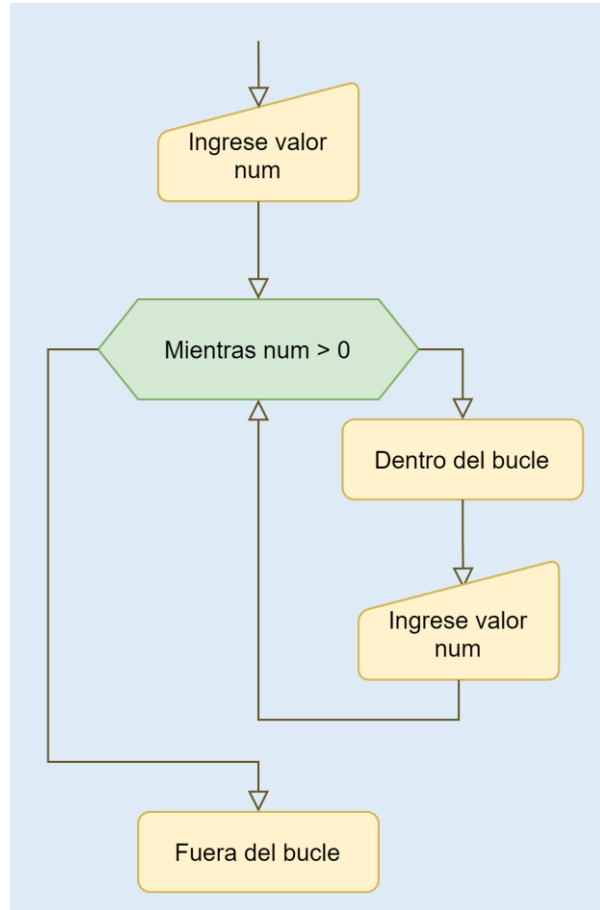 Ingrese valor
num
Mientras num > 0
Dentro del bucle
Ingrese valor
num
Fuera del bucle